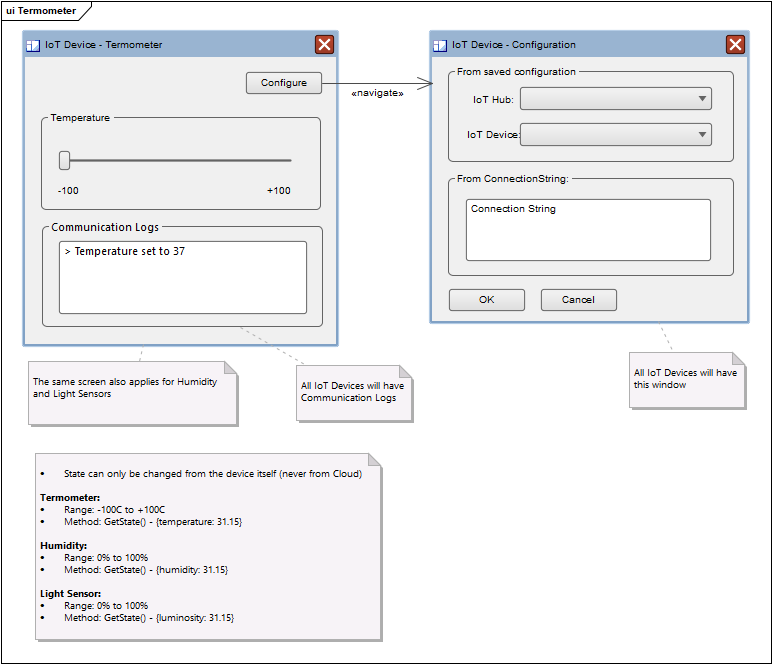 ui Termometer
IoT Device - Termometer
Configure
«navigate»
Temperature
-100
+100
Communication Logs
> Temperature set to 37
IoT Device - Configuration
From saved configuration
IoT Hub:
IoT Device:
From ConnectionString:
Connection String
OK
Cancel
The same screen also applies for Humidity
and Light Sensors
All IoT Devices will have
Communication Logs
All IoT Devices will have
this window
• State can only be changed from the device itself (never from Cloud)
Termometer:
• Range: -100C to +100C
• Method: GetState() - {temperature: 31.15}
Humidity:
• Range: 0% to 100%
• Method: GetState() - {humidity: 31.15}
Light Sensor:
• Range: 0% to 100%
• Method: GetState() - {luminosity: 31.15}